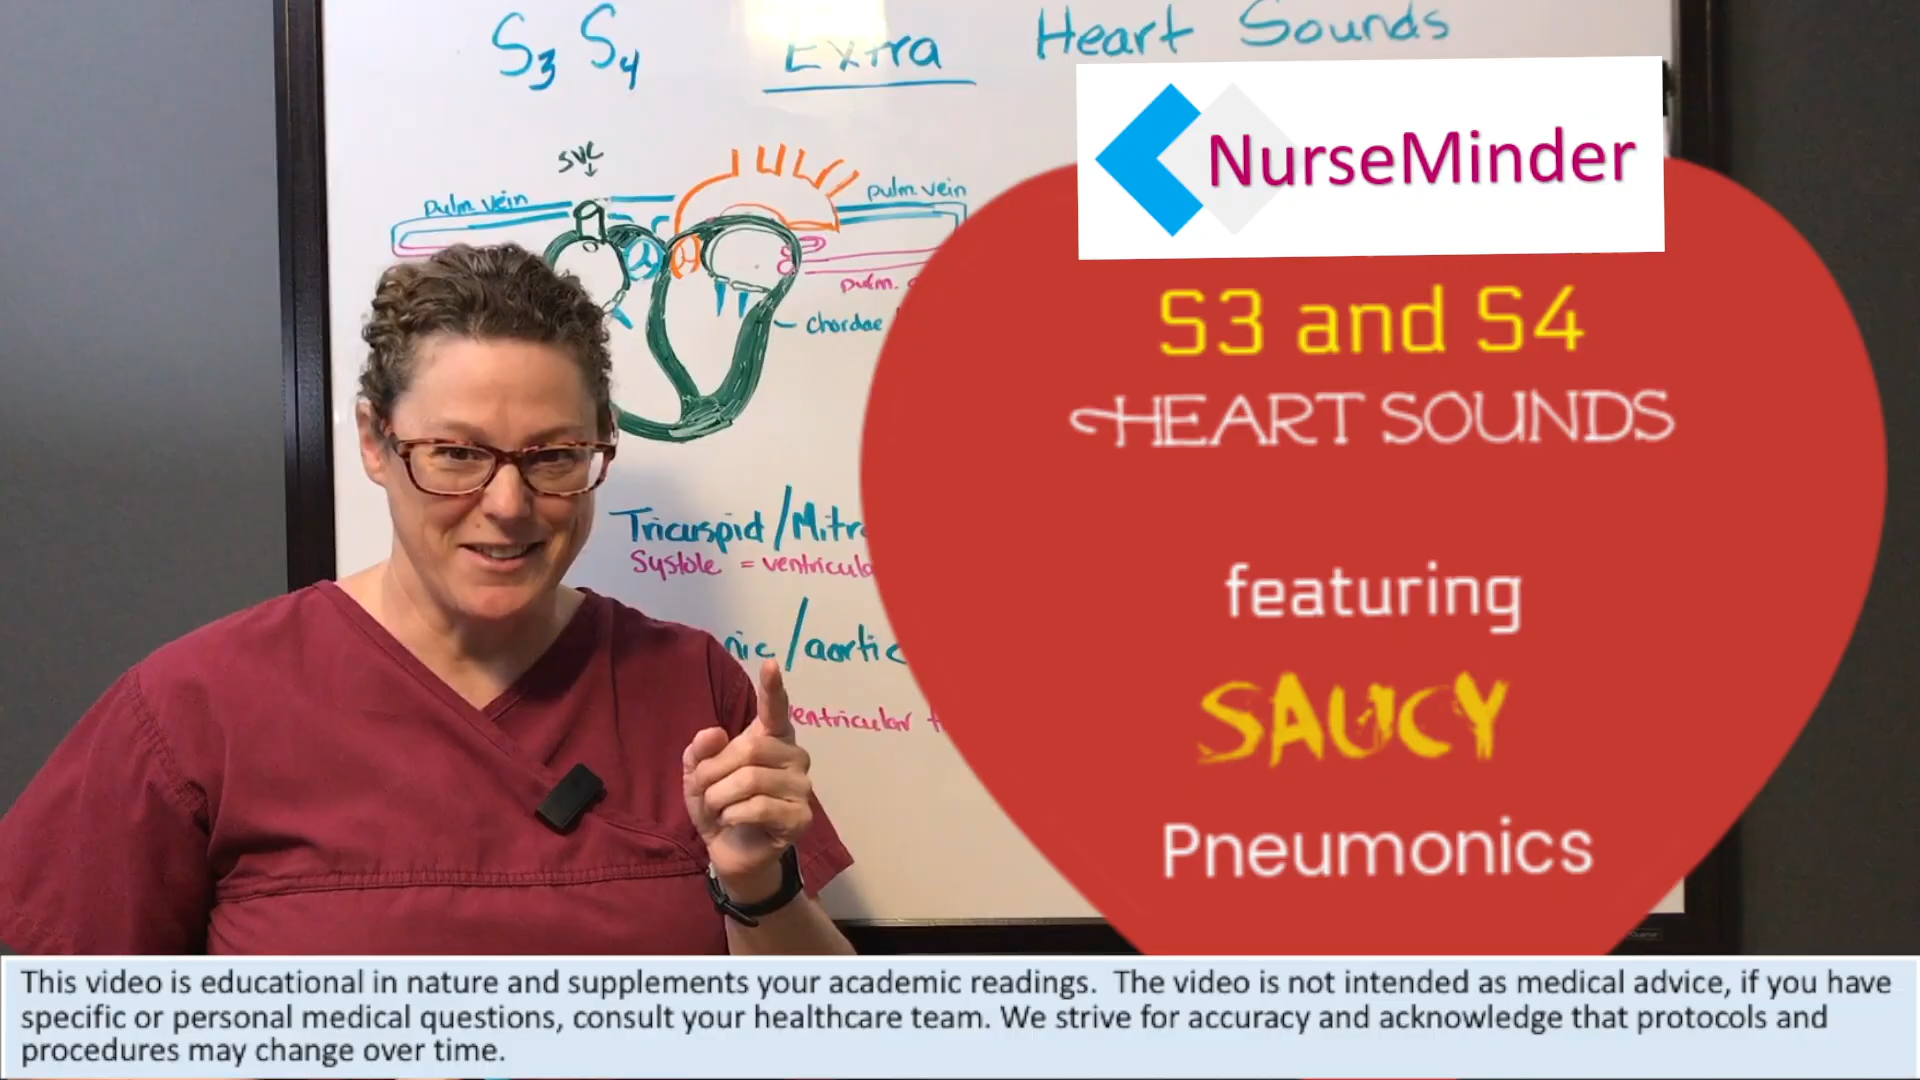 S3 S4 Extra Heart Sounds
NurseMinder
SVC
pulm. vein
pulm. vein
pulm.
chordae
S3 and S4
HEART SOUNDS
Tricuspid/Mitr
Systole = ventricul
featuring
nic/aortic
SAUCY
ventricular
Pneumonics
This video is educational in nature and supplements your academic readings. The video is not intended as medical advice, if you have
specific or personal medical questions, consult your healthcare team. We strive for accuracy and acknowledge that protocols and
procedures may change over time.